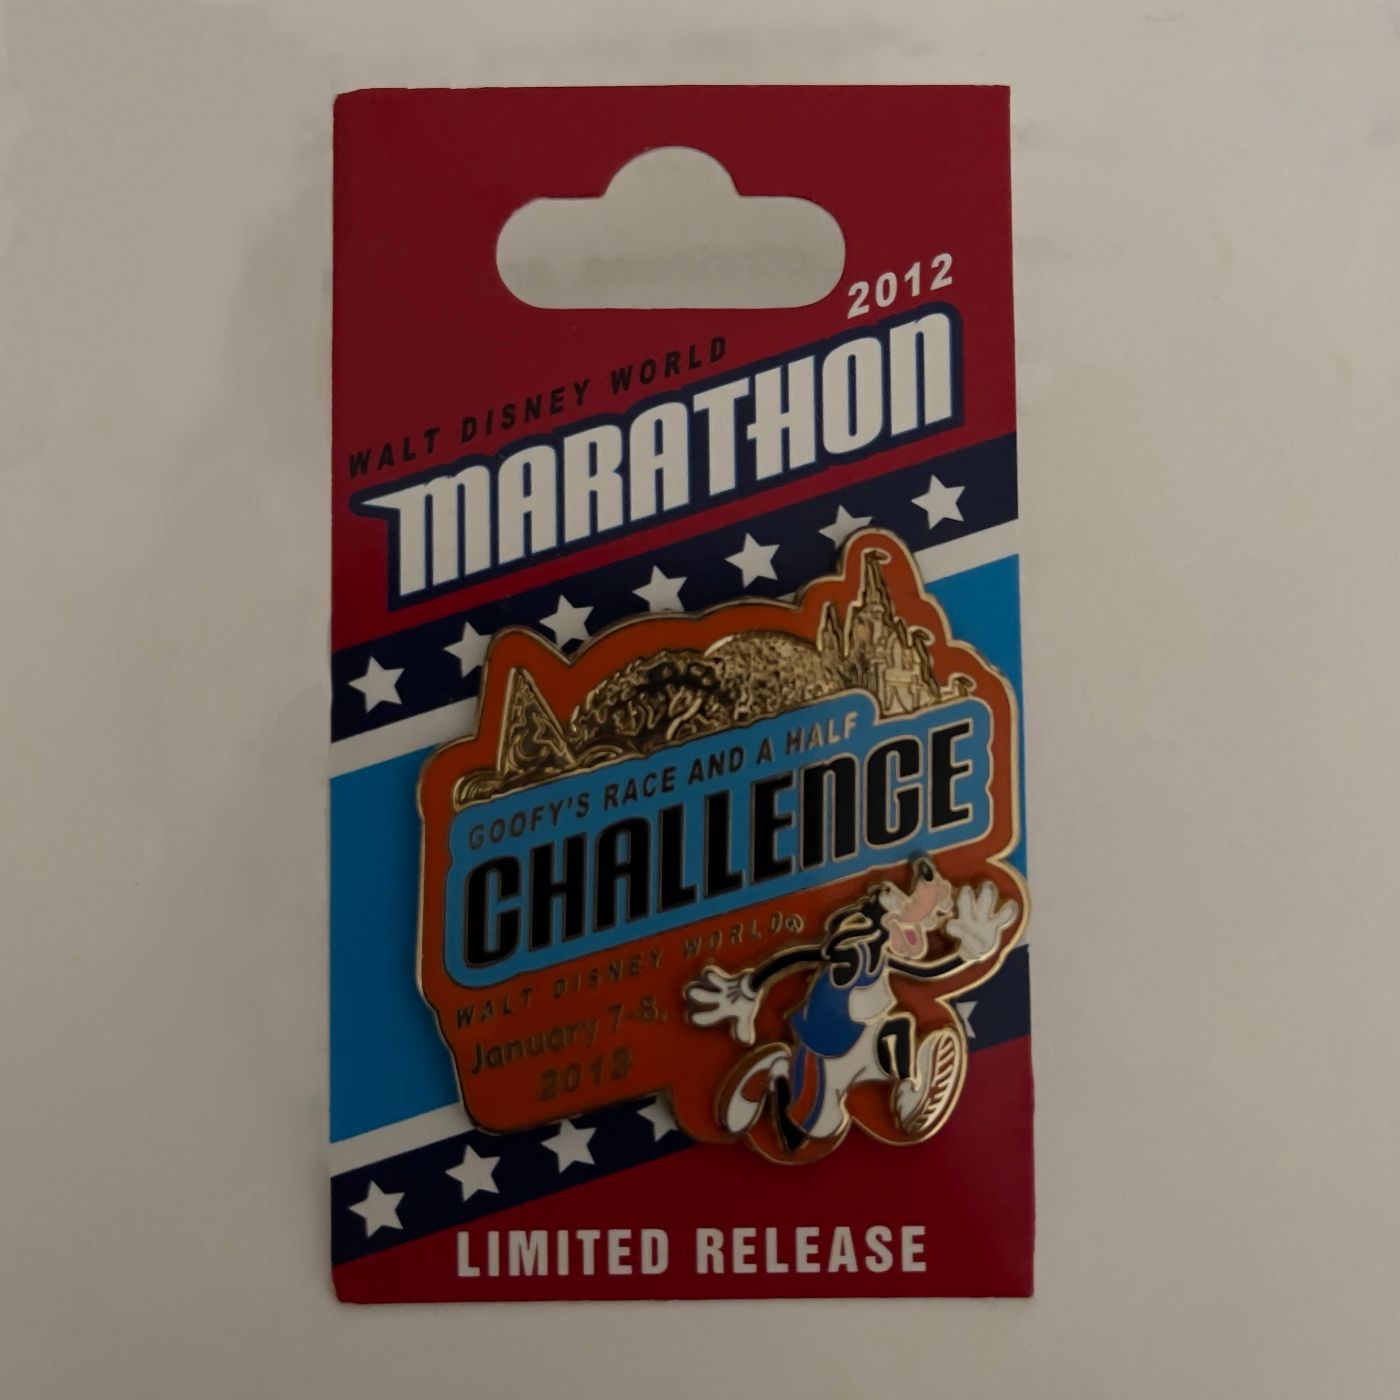 2012
WALT DISNEY WORLD
MARATHON
GOOFY'S RACE AND A HALF
CHALLENGE
WALT DISNEY WORLD®
January 7-8,
2012
LIMITED RELEASE